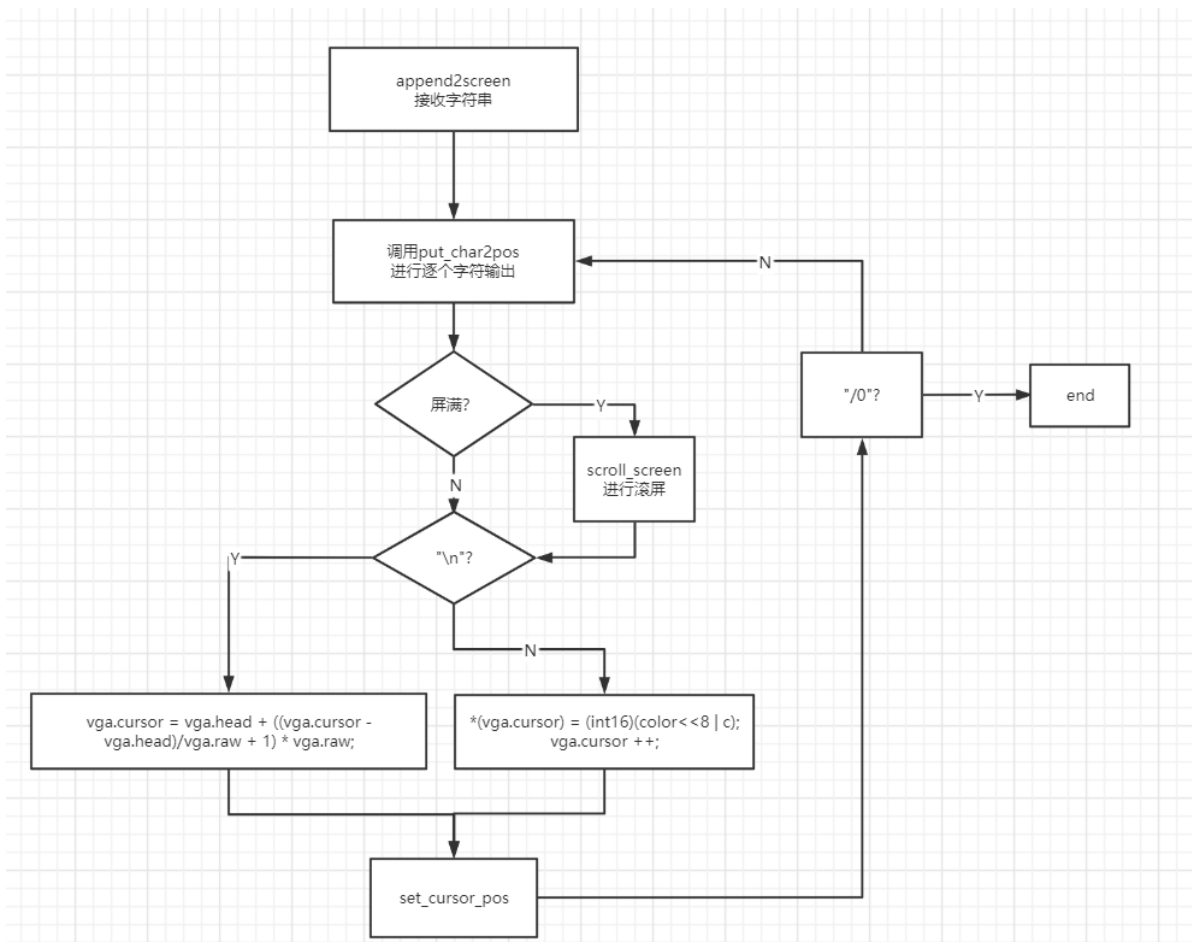 append2screen
接收字符串
调用put_char2pos
进行逐个字符输出
N
屏满?
Y
"/0"?
Y
end
scroll_screen
进行滚屏
N
"\n"?
Y
N
vga.cursor = vga.head + ((vga.cursor -
vga.head)/vga.raw + 1) * vga.raw;
*(vga.cursor) = (int16)(color<<8 | c);
vga.cursor ++;
set_cursor_pos